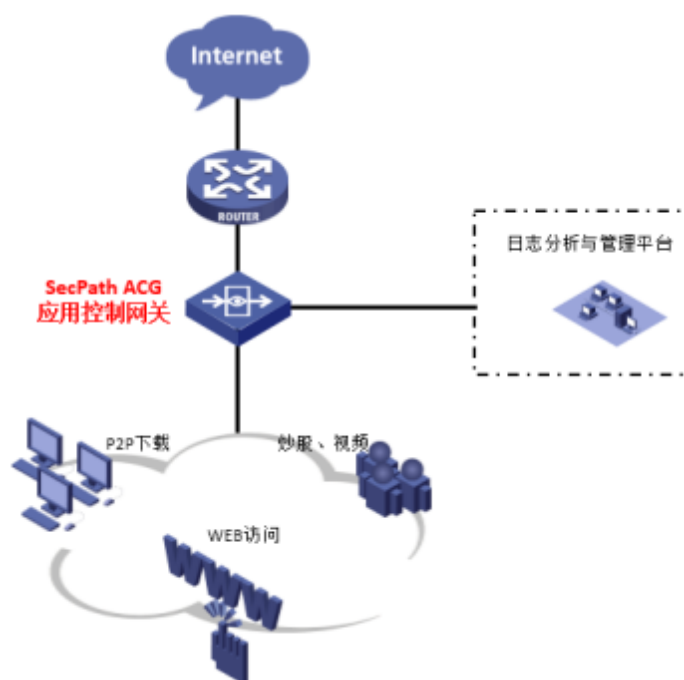 Internet
ROUTER
日志分析与管理平台
SecPath ACG
应用控制网关
P2P下载
炒股、视频
WEB访问
WWW